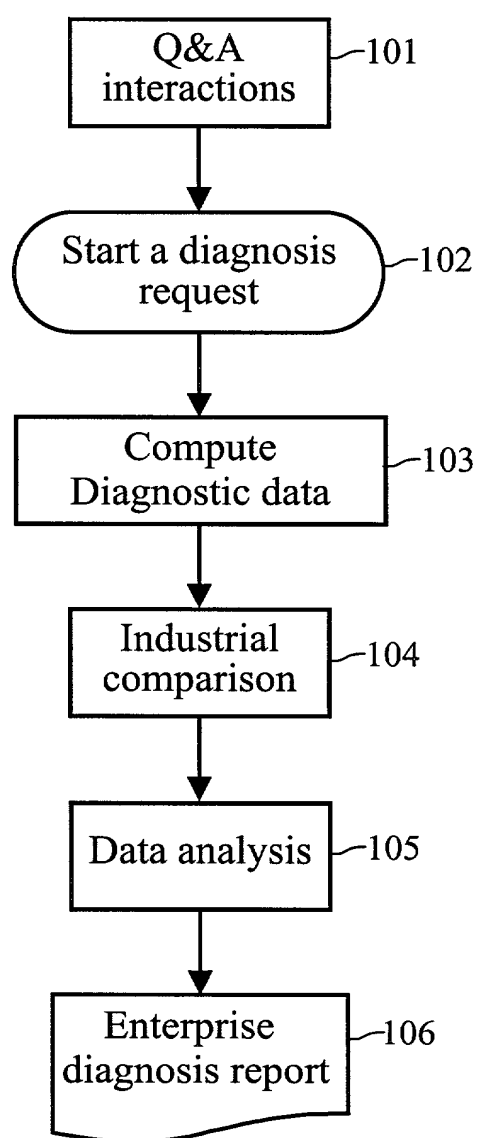 Q&A
interactions
101
Start a diagnosis
request
102
Compute
Diagnostic data
103
Industrial
comparison
104
Data analysis
105
Enterprise
diagnosis report
106